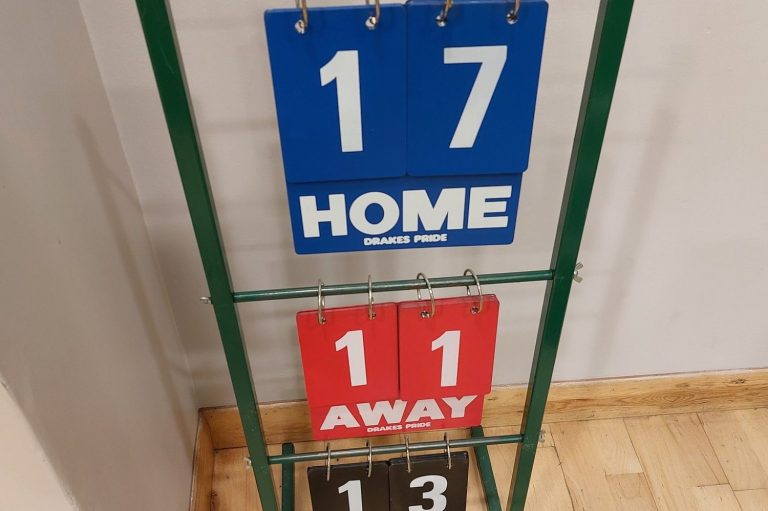 17
HOME
DRAKES PRIDE
11
AWAY
DRAKES PRIDE
13